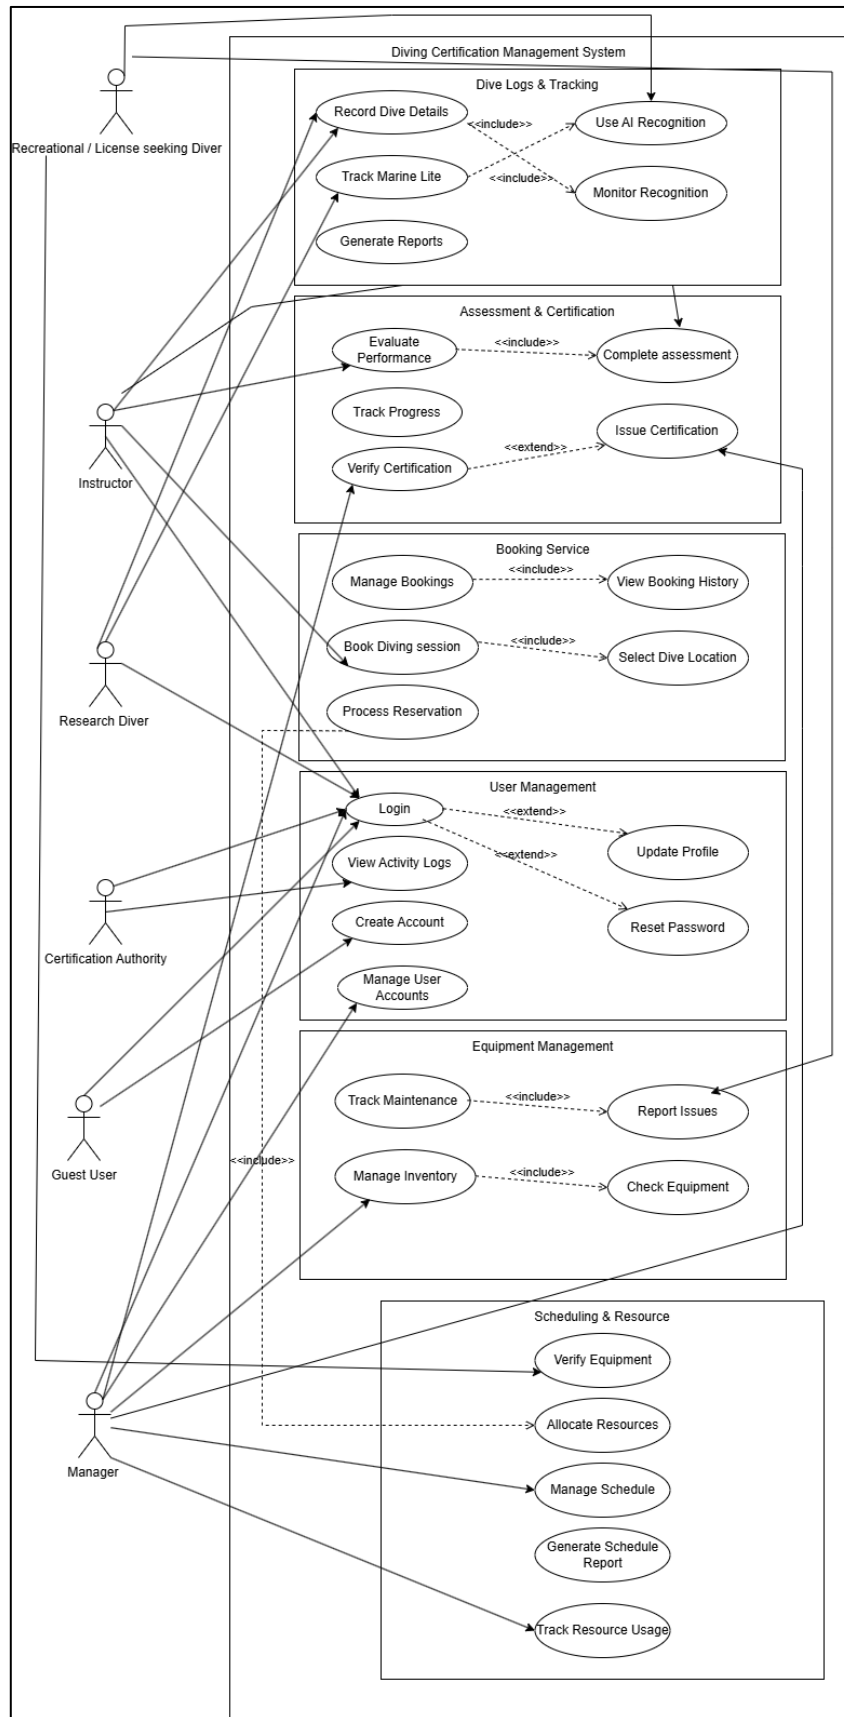 Diving Certification Management System
Dive Logs & Tracking
Record Dive Details
<<include>>
Use AI Recognition
Recreational / License seeking Diver
Track Marine Lite
<<include>>
Monitor Recognition
Generate Reports
Assessment & Certification
Evaluate
Performance
<<include>>
Complete assessment
Track Progress
Issue Certification
<<extend>>
Verify Certification
Instructor
Booking Service
<<include>>
Manage Bookings
View Booking History
Book Diving session
<<include>>
Select Dive Location
Process Reservation
Research Diver
User Management
Login
<<extend>>
Update Profile
<<extend>>
View Activity Logs
Create Account
Reset Password
Certification Authority
Manage User
Accounts
Equipment Management
Track Maintenance
<<include>>
Report Issues
<<include>>
Guest User
Manage Inventory
<<include>>
Check Equipment
Scheduling & Resource
Verify Equipment
Allocate Resources
Manager
Manage Schedule
Generate Schedule
Report
Track Resource Usage